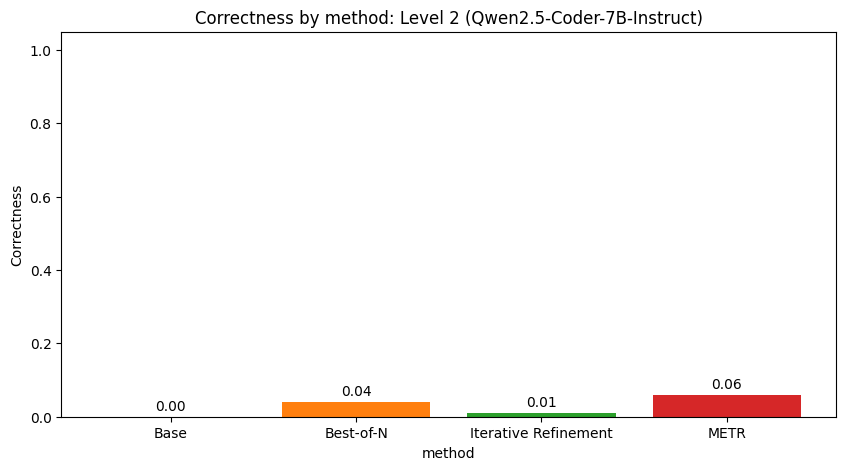 Correctness by method: Level 2 (Qwen2.5-Coder-7B-Instruct)
Correctness
1.0
0.8
0.6
0.4
0.2
0.0
0.00
0.04
0.01
0.06
Base Best-of-N Iterative Refinement METR
method